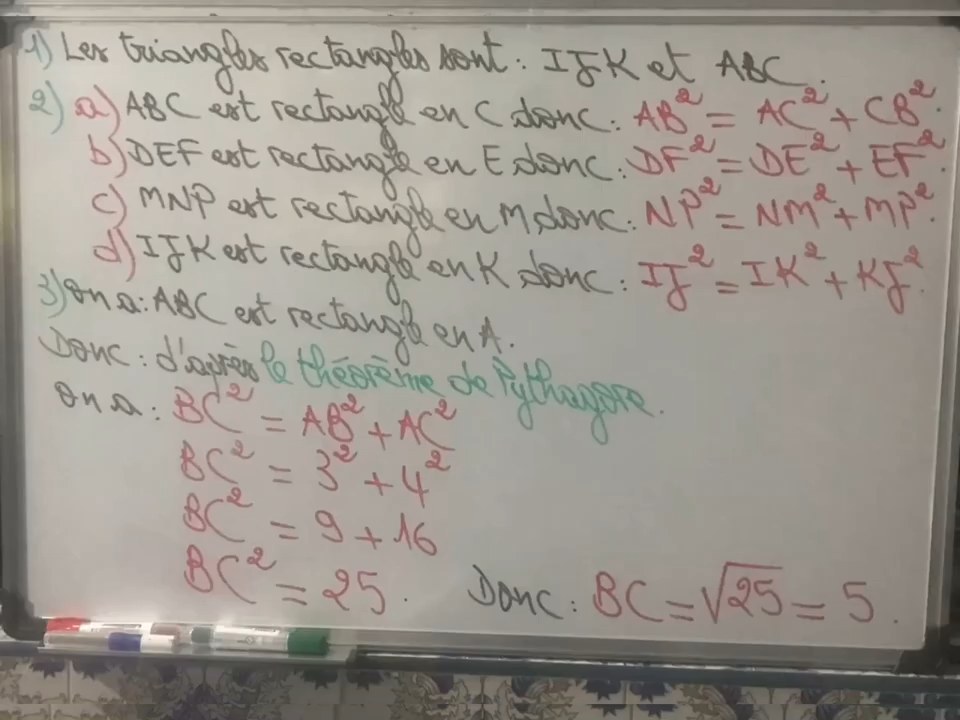 1) Les triangles rectangles sont : IJK et ABC.
2) a) ABC est rectangle en C donc : AB² = AC² + CB².
b) DEF est rectangle en E donc : DF² = DE² + EF².
c) MNP est rectangle en M, donc : NP² = NM² + MP².
d) IJK est rectangle en K donc : IJ² = IK² + KJ².
3) On a : ABC est rectangle en A.
Donc : d'après le théorème de Pythagore.
On a : BC² = AB² + AC²
BC² = 3² + 4²
BC² = 9 + 16
BC² = 25. Donc : BC = √25 = 5.